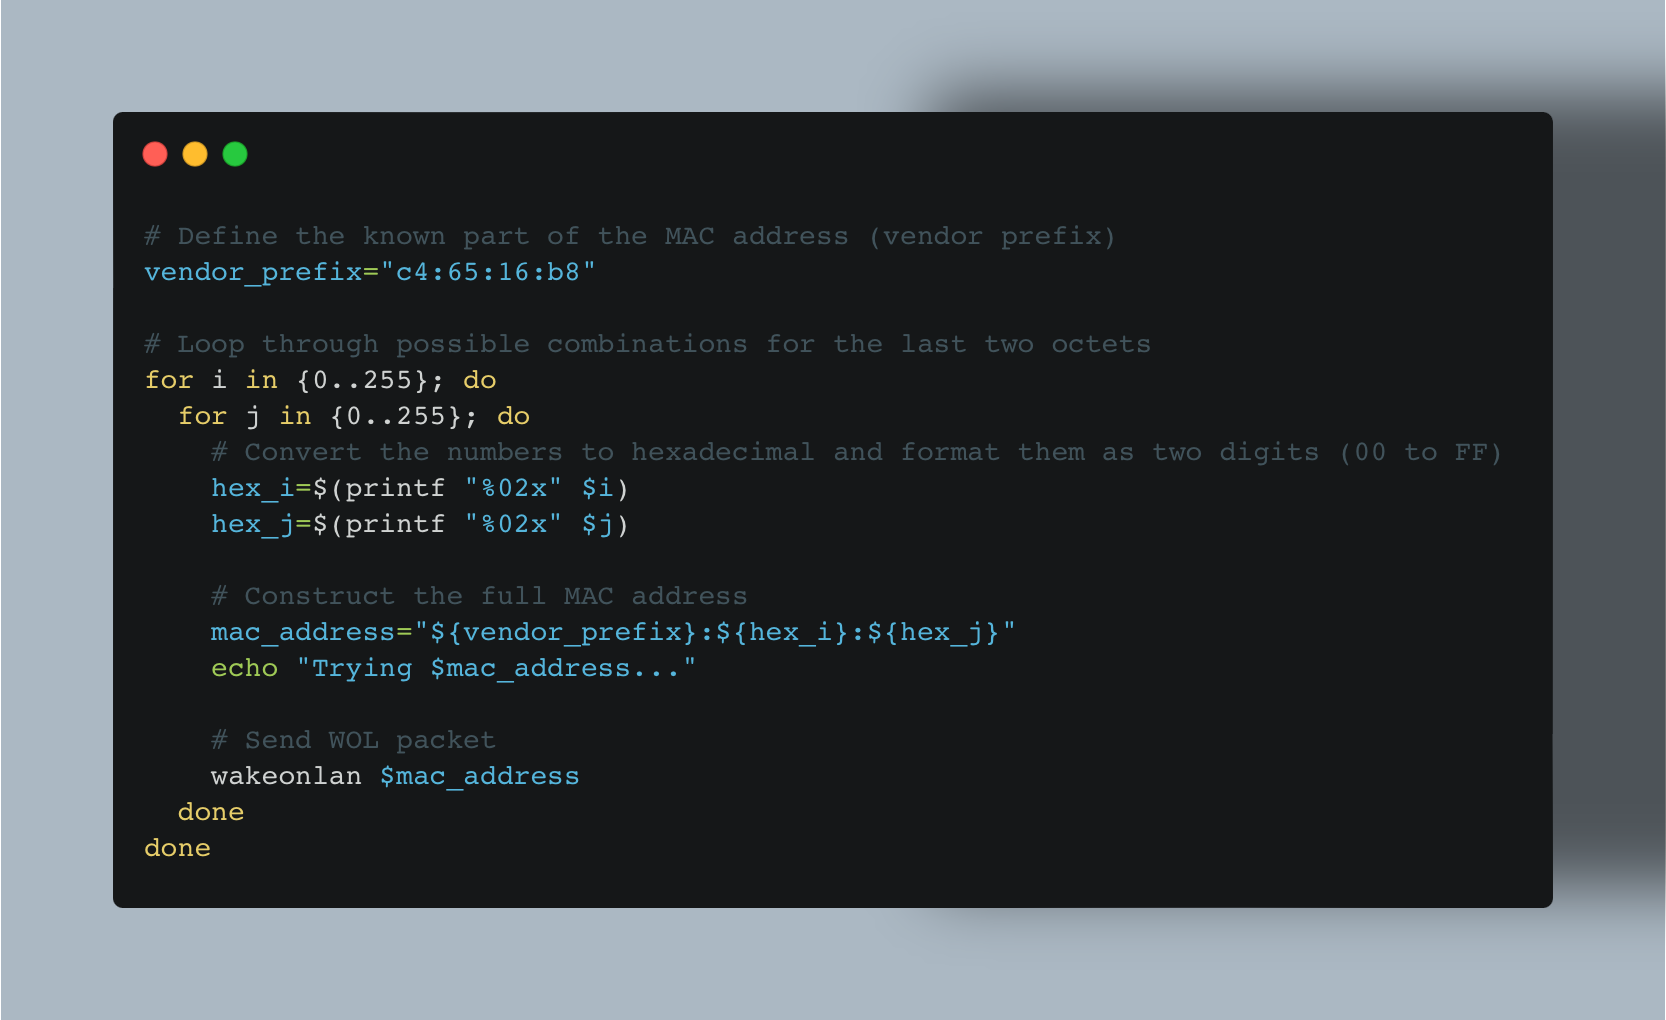 # Define the known part of the MAC address (vendor prefix)
vendor_prefix="c4:65:16:b8"

# Loop through possible combinations for the last two octets
for i in {0..255}; do
  for j in {0..255}; do
    # Convert the numbers to hexadecimal and format them as two digits (00 to FF)
    hex_i=$(printf "%02x" $i)
    hex_j=$(printf "%02x" $j)

    # Construct the full MAC address
    mac_address="${vendor_prefix}:${hex_i}:${hex_j}"
    echo "Trying $mac_address..."

    # Send WOL packet
    wakeonlan $mac_address
  done
done